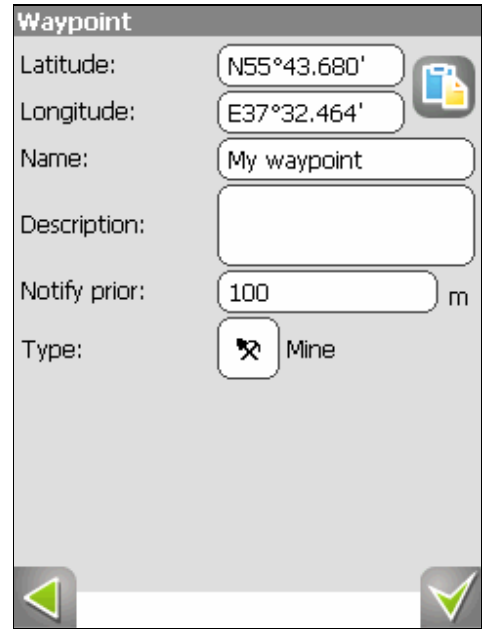 Waypoint
Latitude: N55°43.680'
Longitude: E37°32.464'
Name: My waypoint
Description:
Notify prior: 100 m
Type: Mine